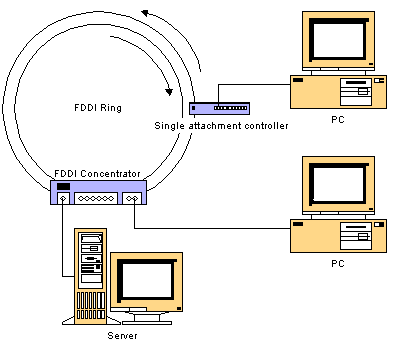 FDDI Ring
Single attachment controller
PC
FDDI Concentrator
PC
Server